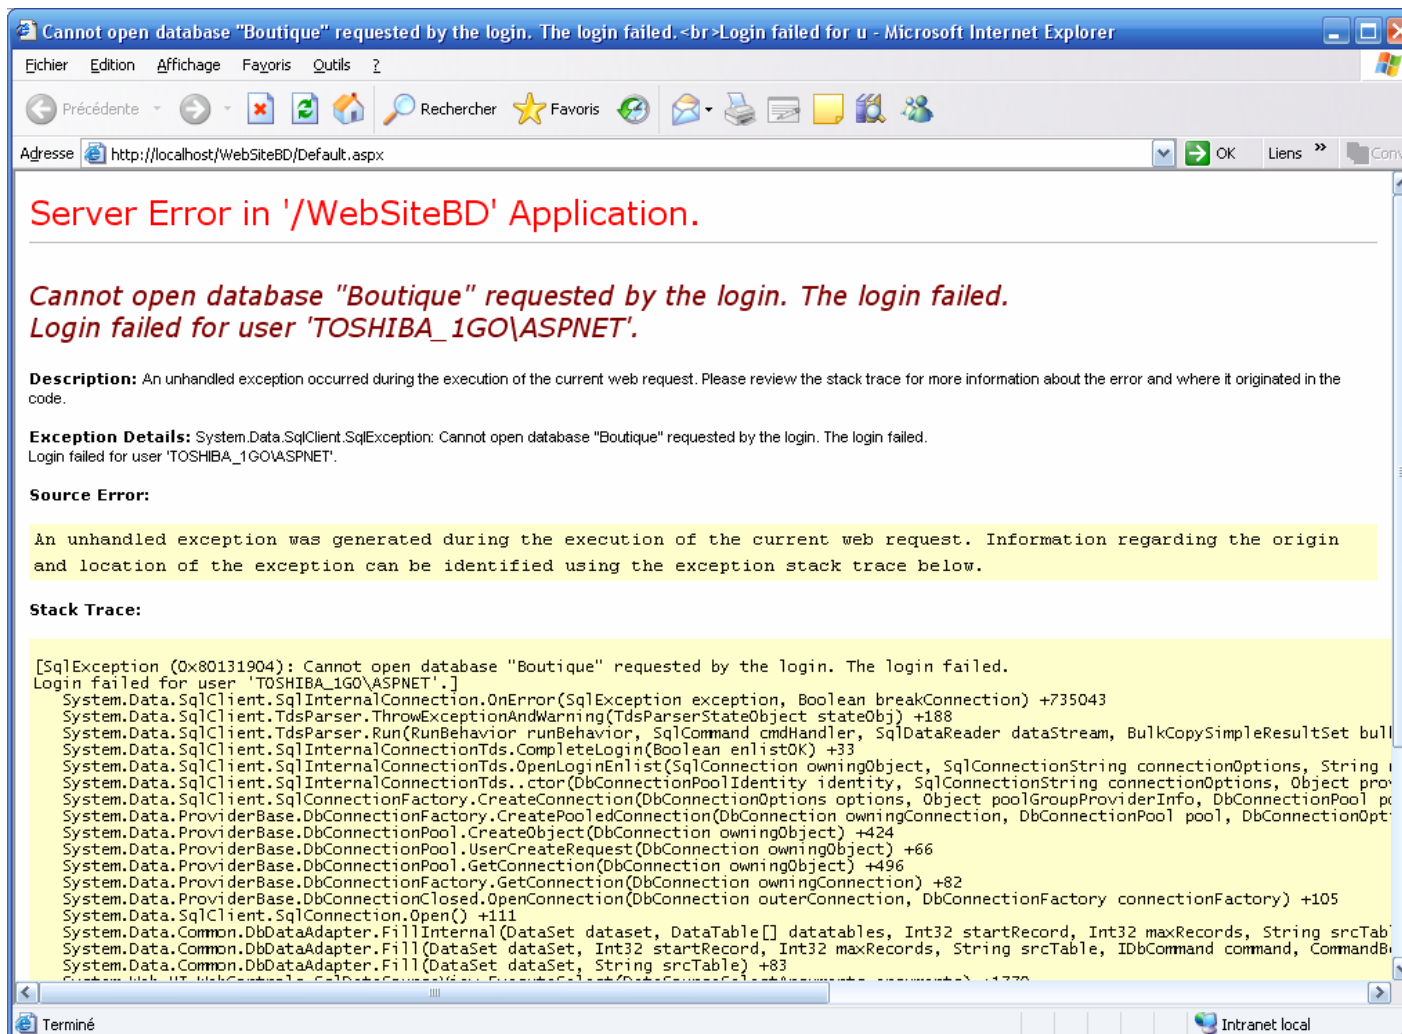 Cannot open database "Boutique" requested by the login. The login failed.<br>Login failed for u - Microsoft Internet Explorer
Fichier Edition Affichage Favoris Outils ?
Précédente Rechercher Favoris
Adresse http://localhost/WebSiteBD/Default.aspx OK Liens » Conv
Server Error in '/WebSiteBD' Application.
Cannot open database "Boutique" requested by the login. The login failed.
Login failed for user 'TOSHIBA_1GO\ASPNET'.
Description: An unhandled exception occurred during the execution of the current web request. Please review the stack trace for more information about the error and where it originated in the
code.
Exception Details: System.Data.SqlClient.SqlException: Cannot open database "Boutique" requested by the login. The login failed.
Login failed for user 'TOSHIBA_1GO\ASPNET'.
Source Error:
An unhandled exception was generated during the execution of the current web request. Information regarding the origin
and location of the exception can be identified using the exception stack trace below.
Stack Trace:
[SqlException (0x80131904): Cannot open database "Boutique" requested by the login. The login failed.
Login failed for user 'TOSHIBA_1GO\ASPNET'.]
System.Data.SqlClient.SqlInternalConnection.OnError(SqlException exception, Boolean breakConnection) +735043
System.Data.SqlClient.TdsParser.ThrowExceptionAndWarning(TdsParserStateObject stateObj) +188
System.Data.SqlClient.TdsParser.Run(RunBehavior runBehavior, SqlCommand cmdHandler, SqlDataReader dataStream, BulkCopySimpleResultSet bul
System.Data.SqlClient.SqlInternalConnectionTds.CompleteLogin(Boolean enlistOK) +33
System.Data.SqlClient.SqlInternalConnectionTds.OpenLoginEnlist(SqlConnection owningObject, SqlConnectionString connectionOptions, String
System.Data.SqlClient.SqlInternalConnectionTds..ctor(DbConnectionPoolIdentity identity, SqlConnectionString connectionOptions, Object pro
System.Data.SqlClient.SqlConnectionFactory.CreateConnection(DbConnectionOptions options, Object poolGroupProviderInfo, DbConnectionPool po
System.Data.ProviderBase.DbConnectionFactory.CreatePooledConnection(DbConnection owningConnection, DbConnectionPool pool, DbConnectionOpt
System.Data.ProviderBase.DbConnectionPool.CreateObject(DbConnection owningObject) +424
System.Data.ProviderBase.DbConnectionPool.UserCreateRequest(DbConnection owningObject) +66
System.Data.ProviderBase.DbConnectionPool.GetConnection(DbConnection owningObject) +496
System.Data.ProviderBase.DbConnectionFactory.GetConnection(DbConnection owningConnection) +82
System.Data.ProviderBase.DbConnectionClosed.OpenConnection(DbConnection outerConnection, DbConnectionFactory connectionFactory) +105
System.Data.SqlClient.SqlConnection.Open() +111
System.Data.Common.DbDataAdapter.FillInternal(DataSet dataset, DataTable[] datatables, Int32 startRecord, Int32 maxRecords, String srcTabl
System.Data.Common.DbDataAdapter.Fill(DataSet dataSet, Int32 startRecord, Int32 maxRecords, String srcTable, IDbCommand command, CommandBe
System.Data.Common.DbDataAdapter.Fill(DataSet dataSet, String srcTable) +83
Terminé Intranet local